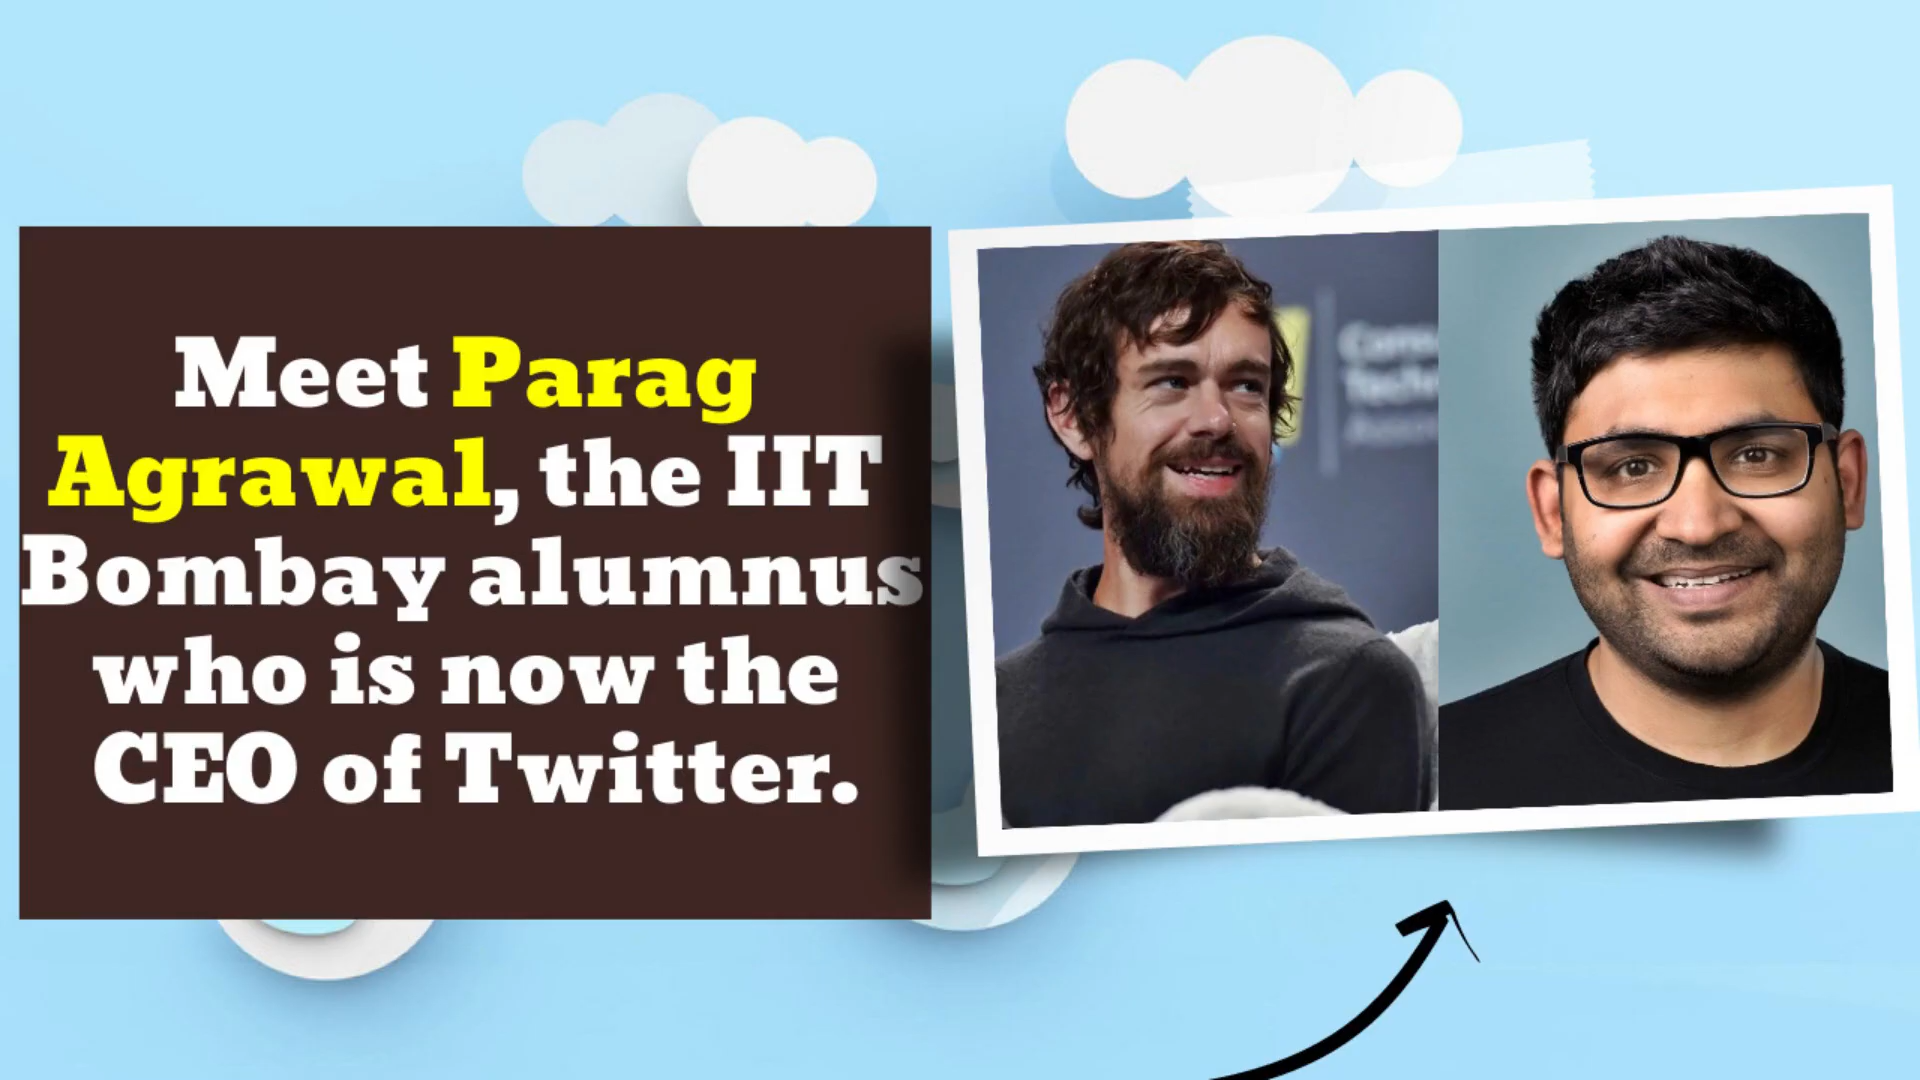 Meet Parag
Agrawal, the IIT
Bombay alumnus
who is now the
CEO of Twitter.